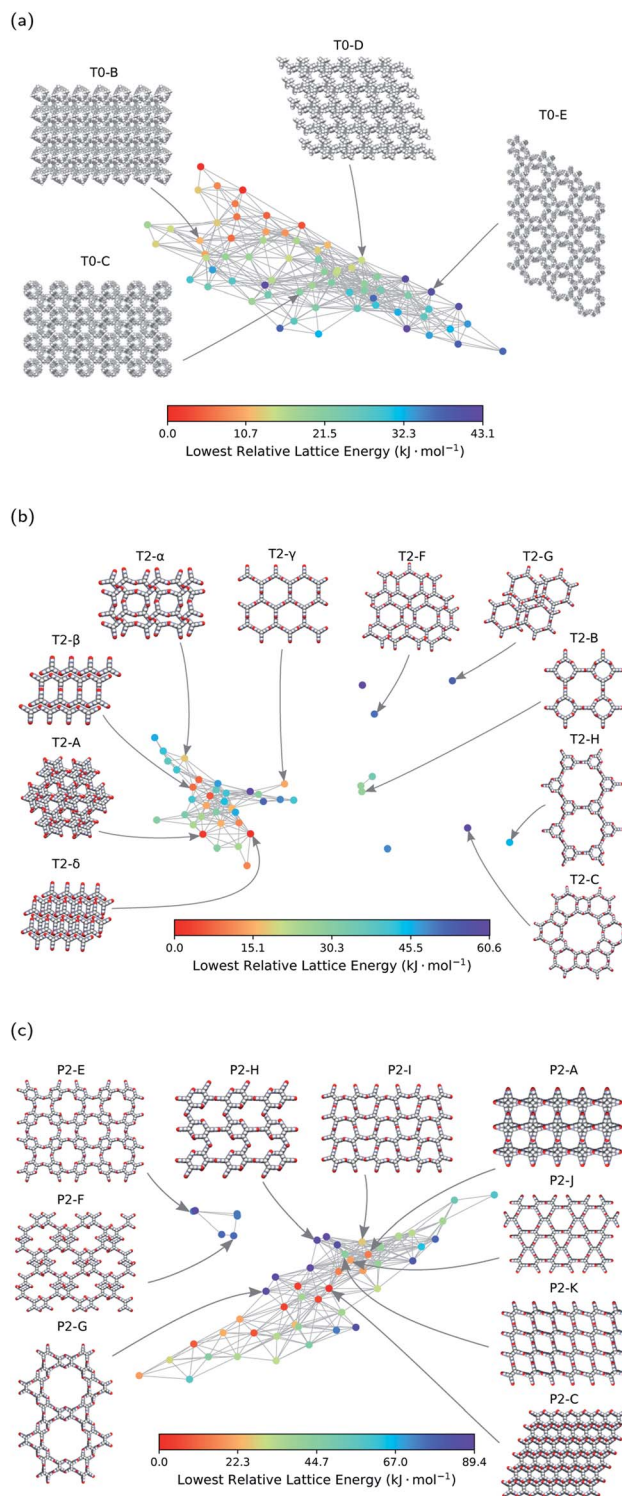 (a)
T0-D
T0-B
T0-E
T0-C
0.0 10.7 21.5 32.3 43.1
Lowest Relative Lattice Energy (kJ · mol⁻¹)
(b)
T2-α T2-γ T2-F T2-G
T2-β
T2-B
T2-A
T2-H
T2-δ
T2-C
0.0 15.1 30.3 45.5 60.6
Lowest Relative Lattice Energy (kJ · mol⁻¹)
(c)
P2-E P2-H P2-I P2-A
P2-F
P2-J
P2-G
P2-K
P2-C
0.0 22.3 44.7 67.0 89.4
Lowest Relative Lattice Energy (kJ · mol⁻¹)